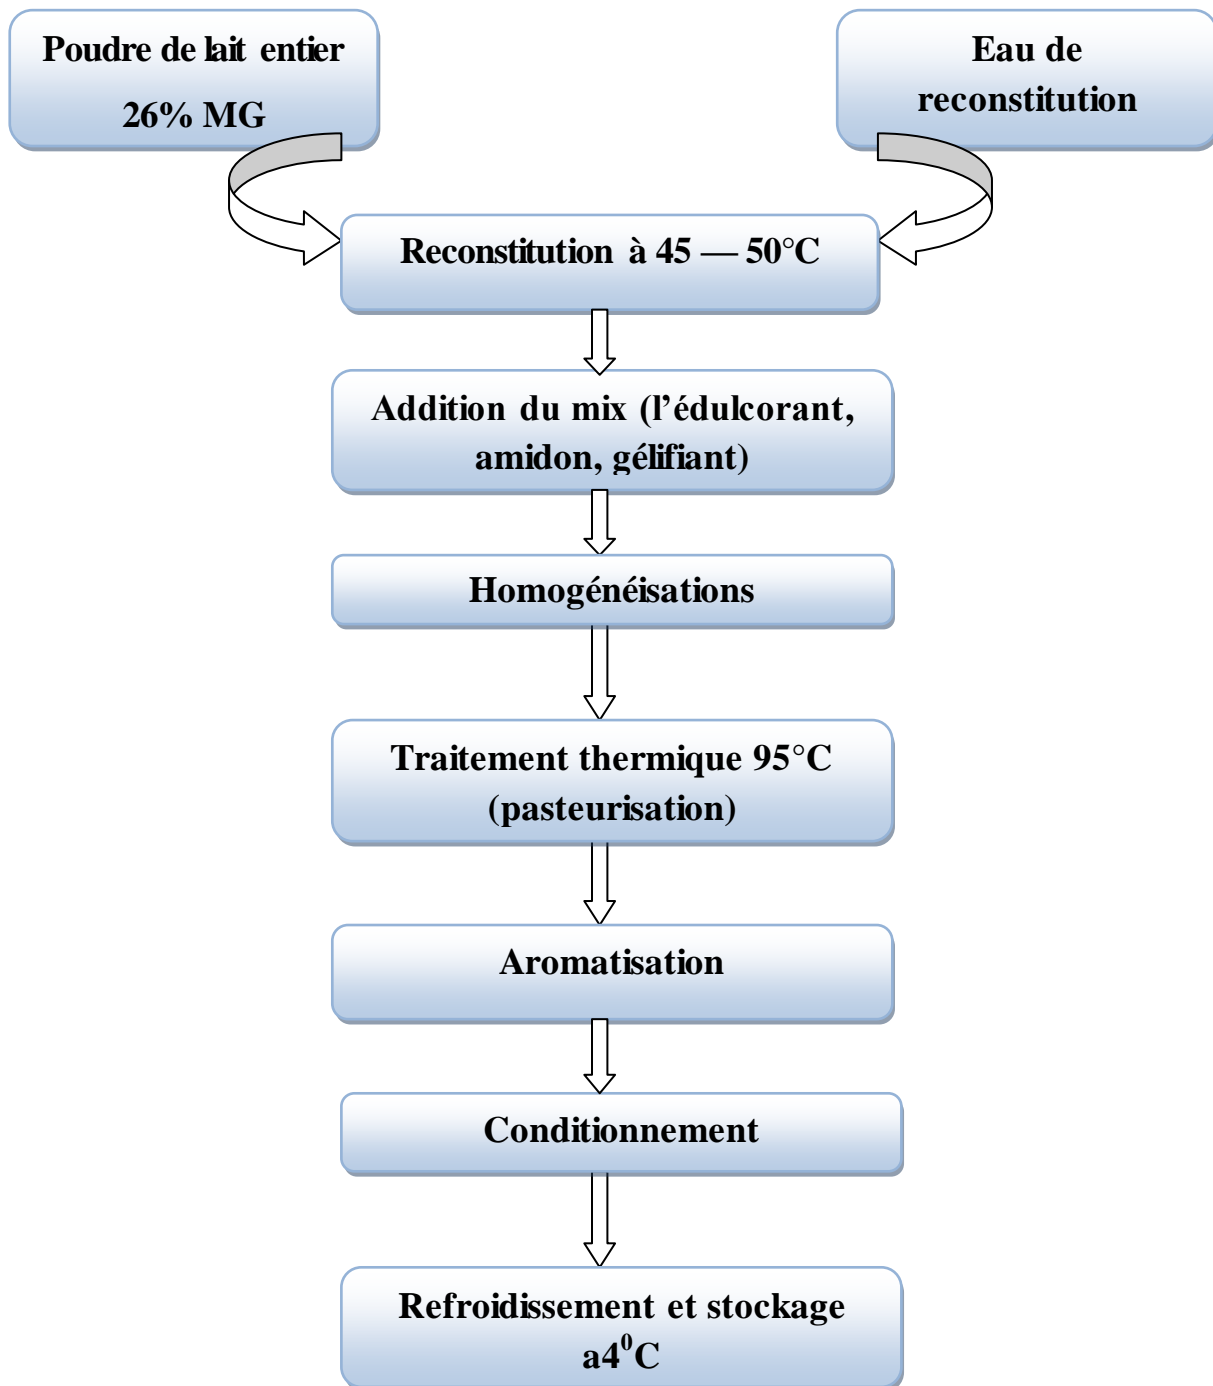 Poudre de lait entier
26% MG
Eau de
reconstitution
Reconstitution à 45 — 50°C
Addition du mix (l’édulcorant,
amidon, gélifiant)
Homogénéisations
Traitement thermique 95°C
(pasteurisation)
Aromatisation
Conditionnement
Refroidissement et stockage
a4⁰C